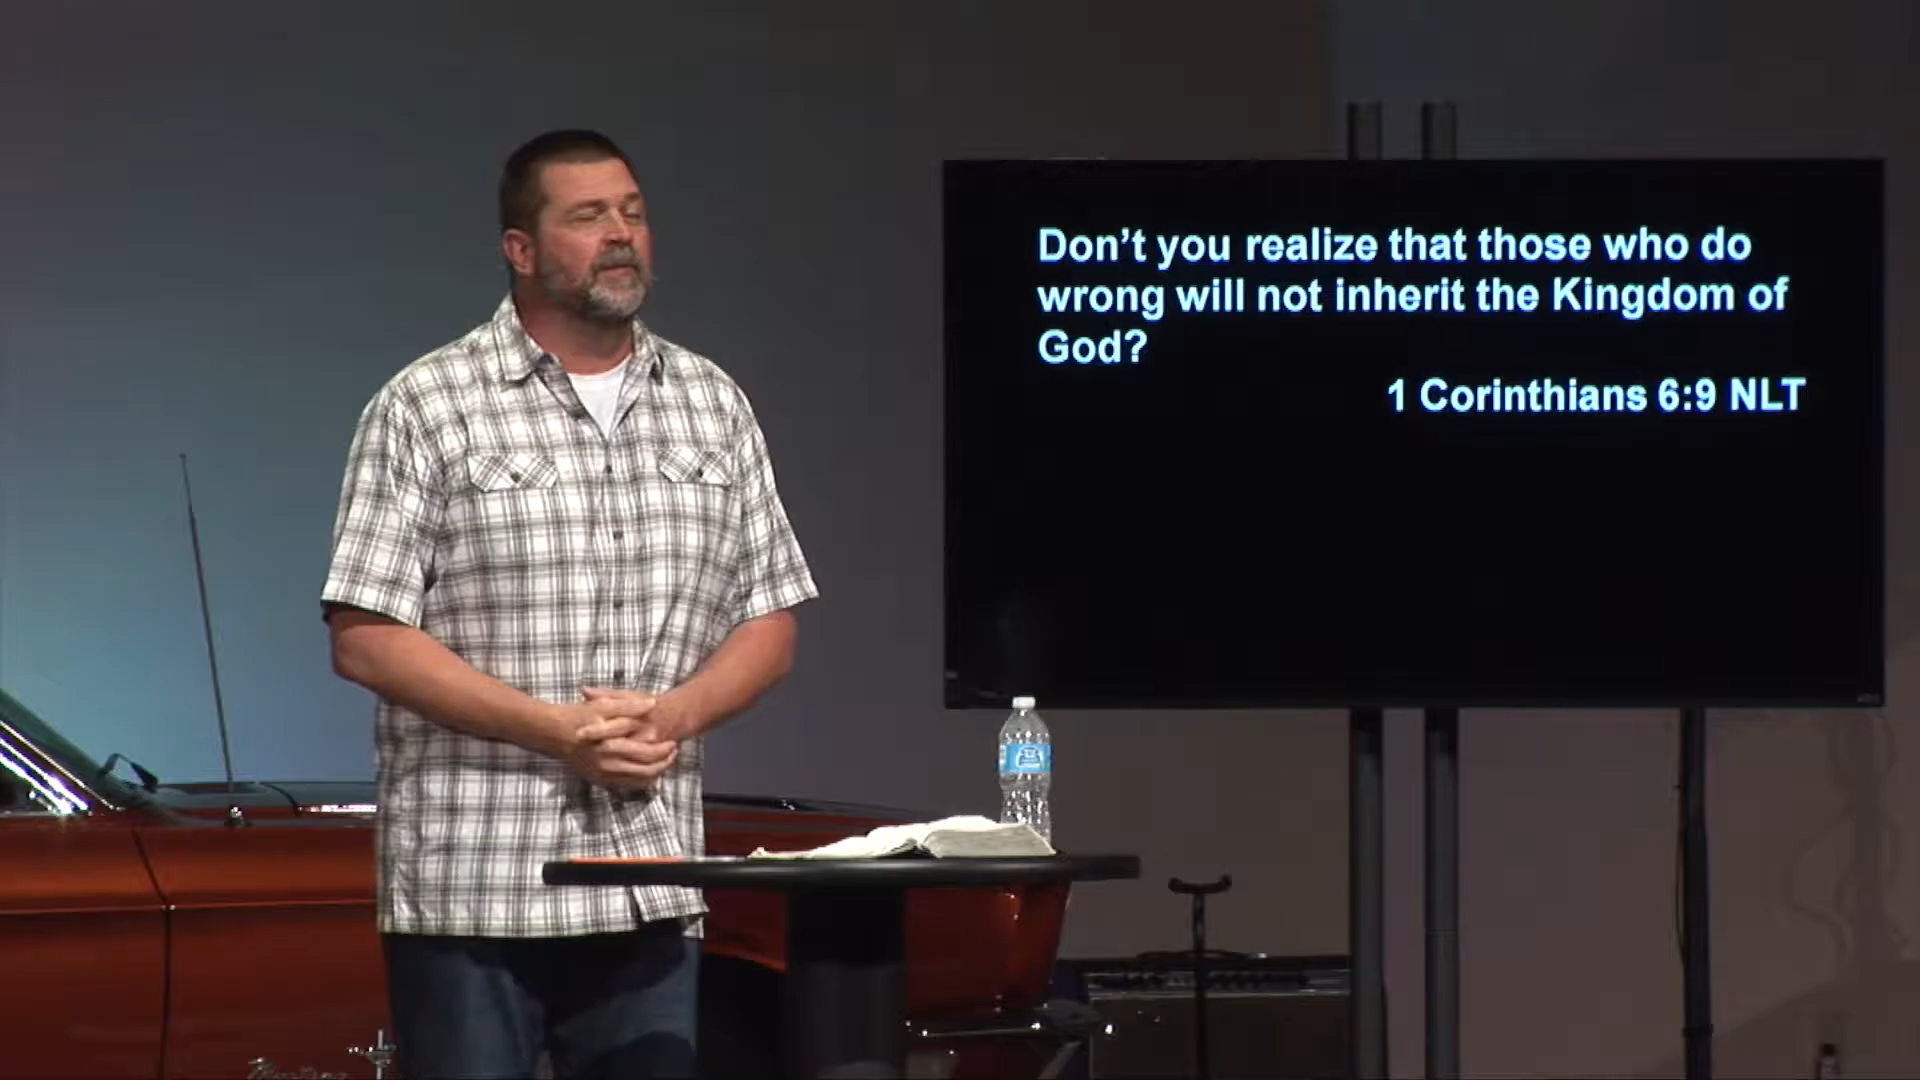 Don’t you realize that those who do
wrong will not inherit the Kingdom of
God?
1 Corinthians 6:9 NLT
Mustang